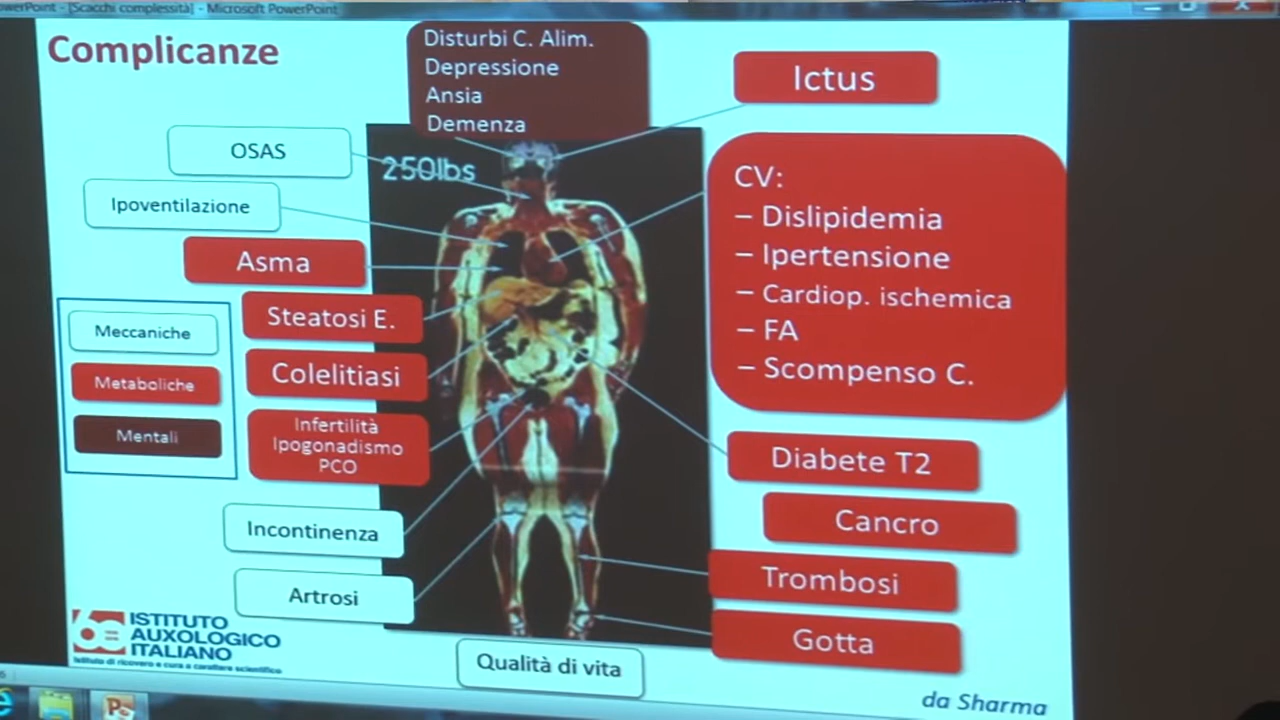 owerPoint - [Scacchi complessità] - Microsoft PowerPoint
Complicanze
Disturbi C. Alim.
Depressione
Ansia
Demenza
Ictus
OSAS
250lbs
Ipoventilazione
Asma
CV:
– Dislipidemia
– Ipertensione
– Cardiop. ischemica
– FA
– Scompenso C.
Steatosi E.
Colelitiasi
Infertilità
Ipogonadismo
PCO
Meccaniche
Metaboliche
Mentali
Diabete T2
Cancro
Incontinenza
Trombosi
Artrosi
Gotta
ISTITUTO
AUXOLOGICO
ITALIANO
Istituto di ricovero e cura a carattere scientifico
Qualità di vita
da Sharma